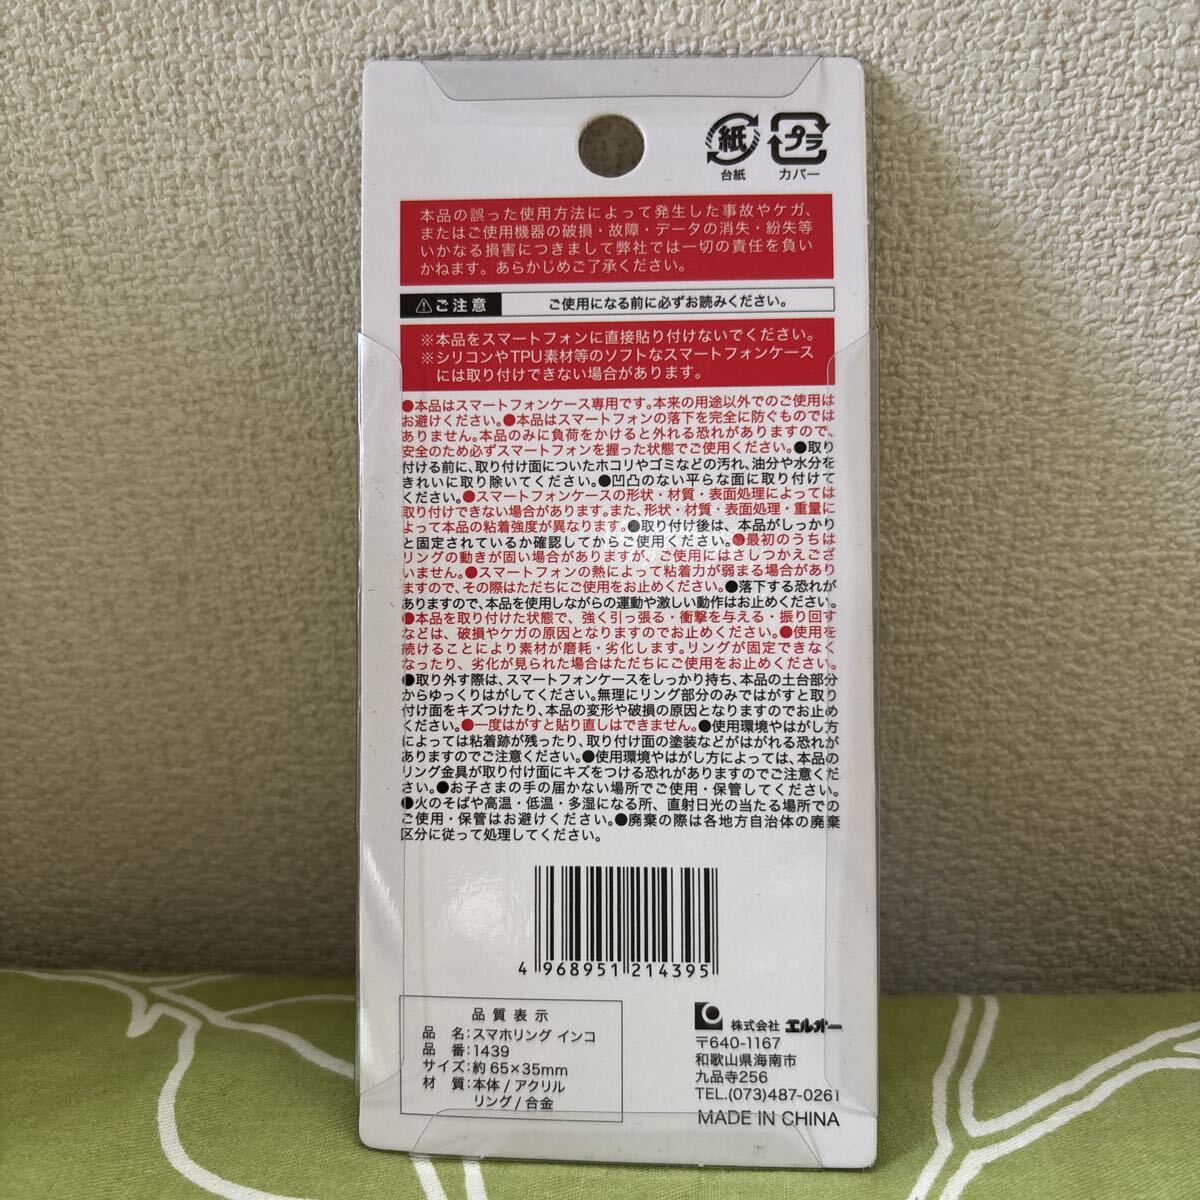 紙
台紙
プラ
カバー
本品の誤った使用方法によって発生した事故やケガ、
またはご使用機器の破損・故障・データの消失・紛失等
いかなる損害につきまして弊社では一切の責任を負い
かねます。あらかじめご了承ください。
ご注意 ご使用になる前に必ずお読みください。
※本品をスマートフォンに直接貼り付けないでください。
※シリコンやTPU素材等のソフトなスマートフォンケース
には取り付けできない場合があります。
●本品はスマートフォンケース専用です。本来の用途以外でのご使用は
お避けください。●本品はスマートフォンの落下を完全に防ぐものでは
ありません。本品のみに負荷をかけると外れる恐れがありますので、
安全のため必ずスマートフォンを握った状態でご使用ください。●取り
付ける前に、取り付け面についたホコリやゴミなどの汚れ、油分や水分を
きれいに取り除いてください。●凹凸のない平らな面に取り付けて
ください。●スマートフォンケースの形状・材質・表面処理によっては
取り付けできない場合があります。また、形状・材質・表面処理・重量に
よって本品の粘着強度が異なります。●取り付け後は、本品がしっかり
と固定されているか確認してからご使用ください。●最初のうちは
リングの動きが固い場合がありますが、ご使用にはさしつかえござ
いません。●スマートフォンの熱によって粘着力が弱まる場合があり
ますので、その際はただちにご使用をお止めください。●落下する恐れが
ありますので、本品を使用しながらの運動や激しい動作はお止めください。
●本品を取り付けた状態で、強く引っ張る・衝撃を与える・振り回す
などは、破損やケガの原因となりますのでお止めください。●使用を
続けることにより素材が磨耗・劣化します。リングが固定できなく
なったり、劣化が見られた場合はただちにご使用をお止めください。
●取り外す際は、スマートフォンケースをしっかり持ち、本品の土台部分
からゆっくりはがしてください。無理にリング部分のみではがすと取り
付け面をキズつけたり、本品の変形や破損の原因となりますのでお止め
ください。●一度はがすと貼り直しはできません。●使用環境やはがし方
によっては粘着跡が残ったり、取り付け面の塗装などがはがれる恐れが
ありますのでご注意ください。●使用環境やはがし方によっては、本品の
リング金具が取り付け面にキズをつける恐れがありますのでご注意くだ
さい。●お子さまの手の届かない場所でご使用・保管してください。
●火のそばや高温・低温・多湿になる所、直射日光の当たる場所での
ご使用・保管はお避けください。●廃棄の際は各地方自治体の廃棄
区分に従って処理してください。
4 968951 214395
品質表示
品 名:スマホリング インコ
品 番:1439
サイズ:約65×35mm
材 質:本体/アクリル
リング/合金
株式会社 エルオー
〒640-1167
和歌山県海南市
九品寺256
TEL.(073)487-0261
MADE IN CHINA